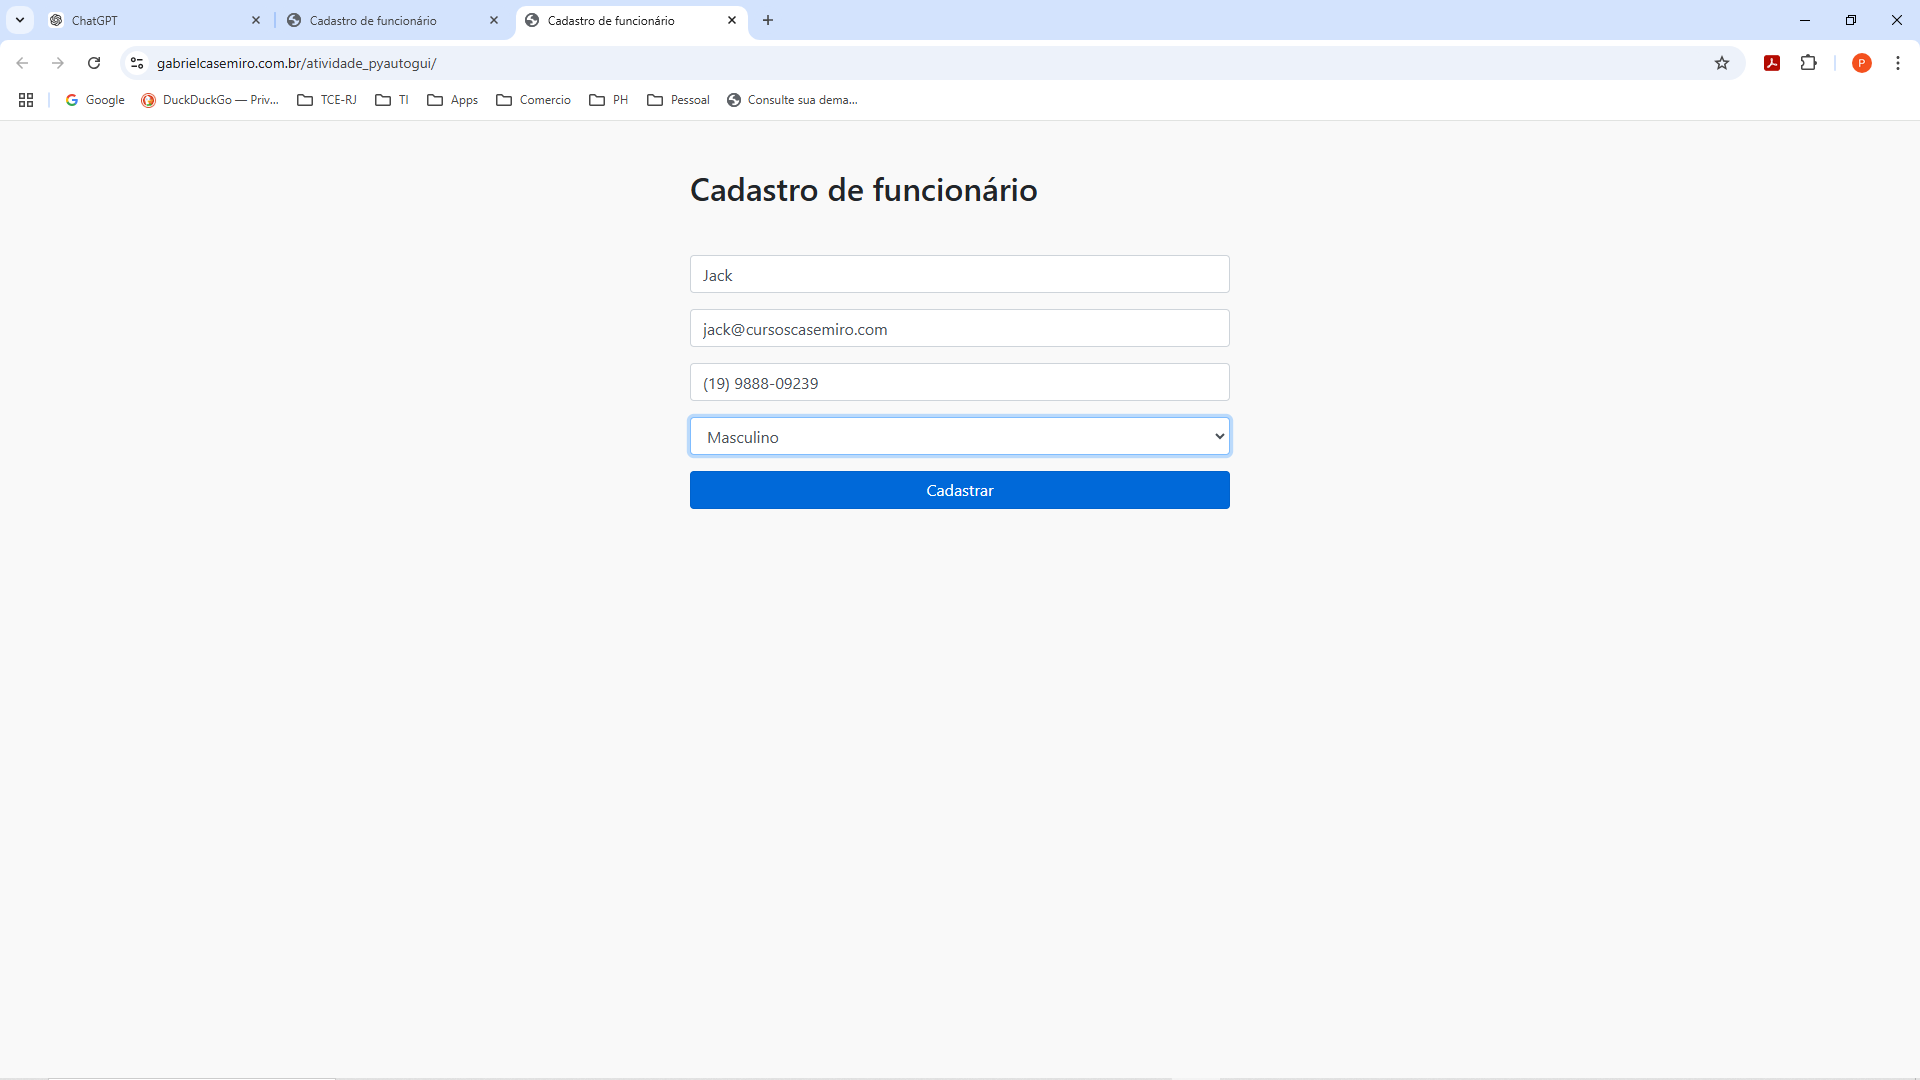 ChatGPT
Cadastro de funcionário
Cadastro de funcionário
gabrielcasemiro.com.br/atividade_pyautogui/
P
Google
DuckDuckGo — Priv...
TCE-RJ
TI
Apps
Comercio
PH
Pessoal
Consulte sua dema...
Cadastro de funcionário
Jack
jack@cursoscasemiro.com
(19) 9888-09239
Masculino
Cadastrar